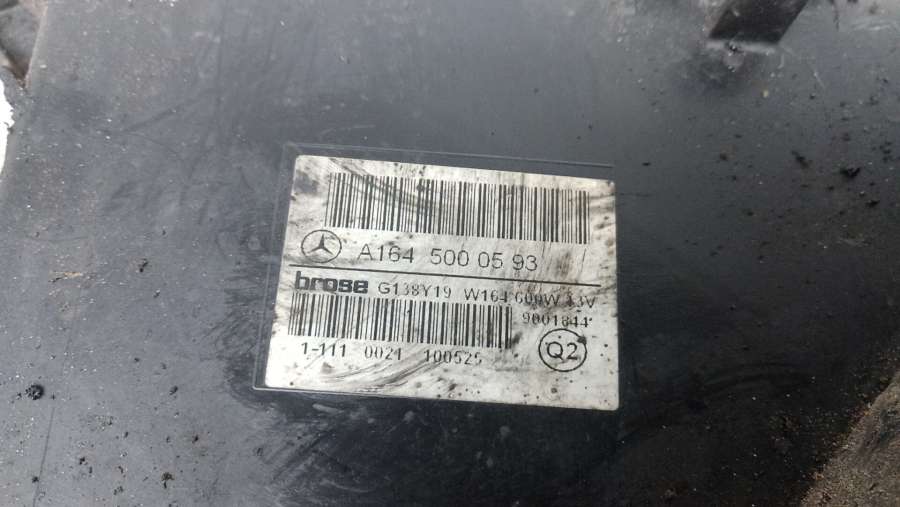 A164 500 05 93
brose G138Y19 W164 600W 13V
9001844
1-111 0021 100525
Q2